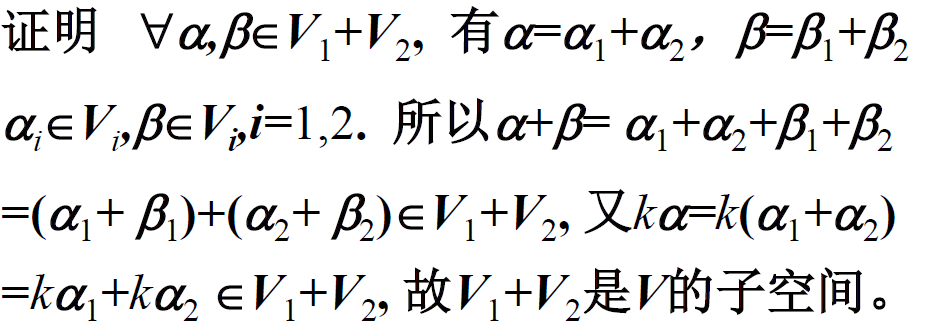 证明 ∀α,β∈V₁+V₂, 有α=α₁+α₂，β=β₁+β₂
αᵢ∈Vᵢ,β∈Vᵢ,i=1,2. 所以α+β= α₁+α₂+β₁+β₂
=(α₁+ β₁)+(α₂+ β₂)∈V₁+V₂, 又kα=k(α₁+α₂)
=kα₁+kα₂ ∈V₁+V₂, 故V₁+V₂是V的子空间。